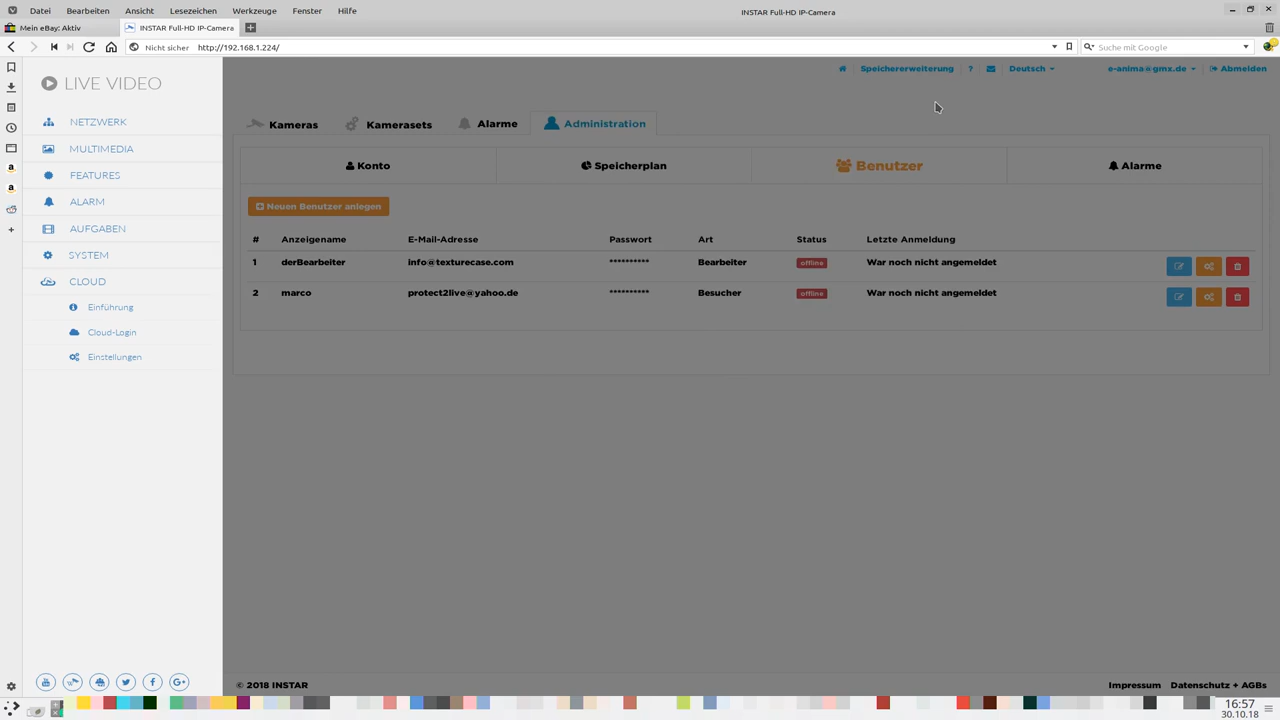 Datei Bearbeiten Ansicht Lesezeichen Werkzeuge Fenster Hilfe
INSTAR Full-HD IP-Camera
Mein eBay: Aktiv
INSTAR Full-HD IP-Camera
Nicht sicher http://192.168.1.224/
Suche mit Google
LIVE VIDEO
NETZWERK
MULTIMEDIA
FEATURES
ALARM
AUFGABEN
SYSTEM
CLOUD
Einführung
Cloud-Login
Einstellungen
Speichererweiterung ? Deutsch e-anima@gmx.de Abmelden
Kameras Kamerasets Alarme Administration
Konto Speicherplan Benutzer Alarme
Neuen Benutzer anlegen
# Anzeigename E-Mail-Adresse Passwort Art Status Letzte Anmeldung
1 derBearbeiter info@texturecase.com ********** Bearbeiter offline War noch nicht angemeldet
2 marco protect2live@yahoo.de ********** Besucher offline War noch nicht angemeldet
© 2018 INSTAR
Impressum Datenschutz + AGBs
16:57
30.10.18